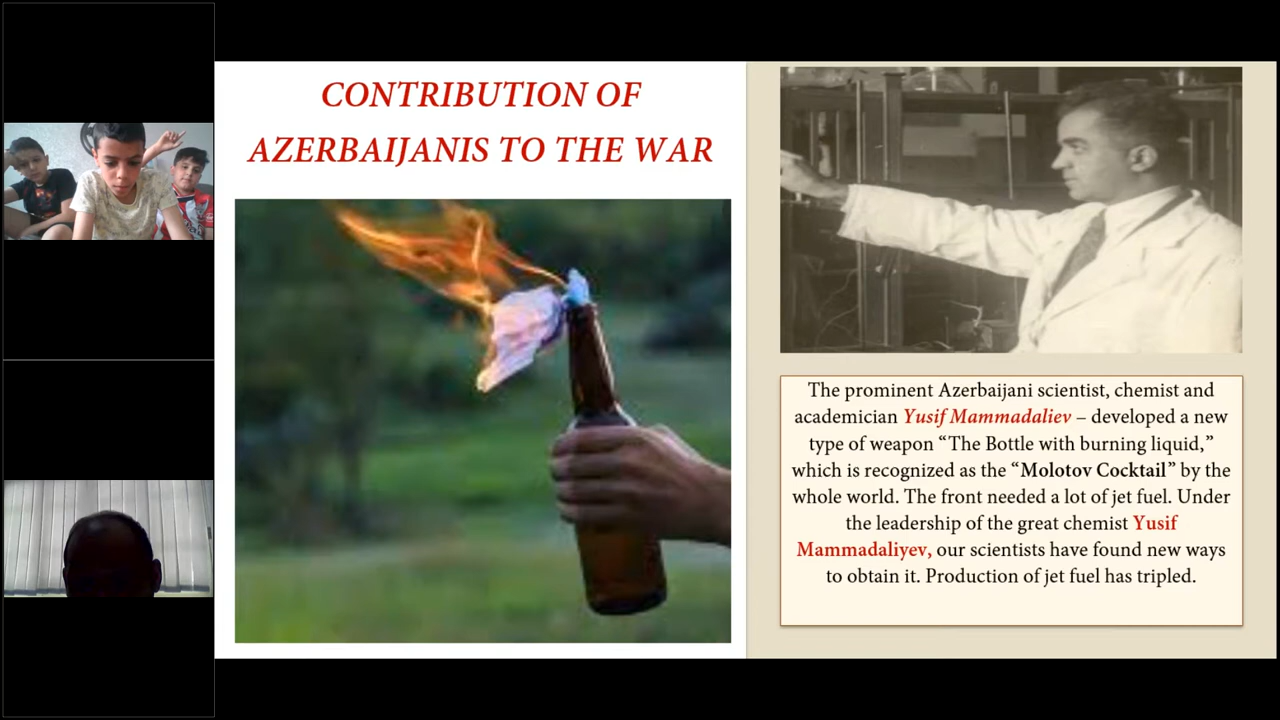 CONTRIBUTION OF
AZERBAIJANIS TO THE WAR
The prominent Azerbaijani scientist, chemist and
academician Yusif Mammadaliev – developed a new
type of weapon “The Bottle with burning liquid,”
which is recognized as the “Molotov Cocktail” by the
whole world. The front needed a lot of jet fuel. Under
the leadership of the great chemist Yusif
Mammadaliyev, our scientists have found new ways
to obtain it. Production of jet fuel has tripled.